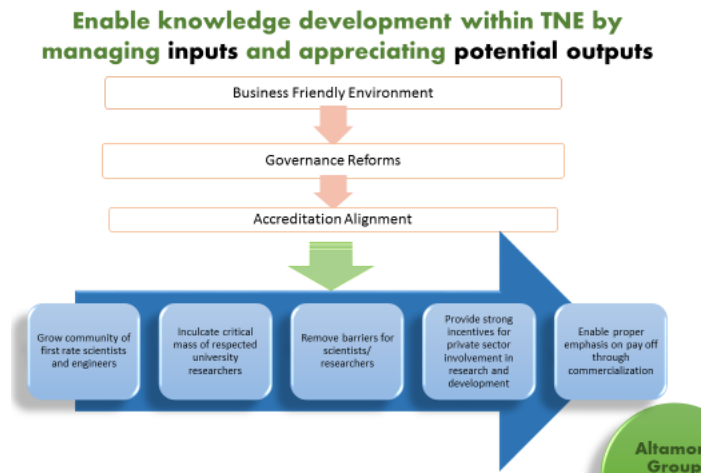 Enable knowledge development within TNE by
managing inputs and appreciating potential outputs
Business Friendly Environment
Governance Reforms
Accreditation Alignment
Grow community of
first rate scientists
and engineers
Inculcate critical
mass of respected
university
researchers
Remove barriers for
scientists/
researchers
Provide strong
incentives for
private sector
involvement in
research and
development
Enable proper
emphasis on pay off
through
commercialization
Group